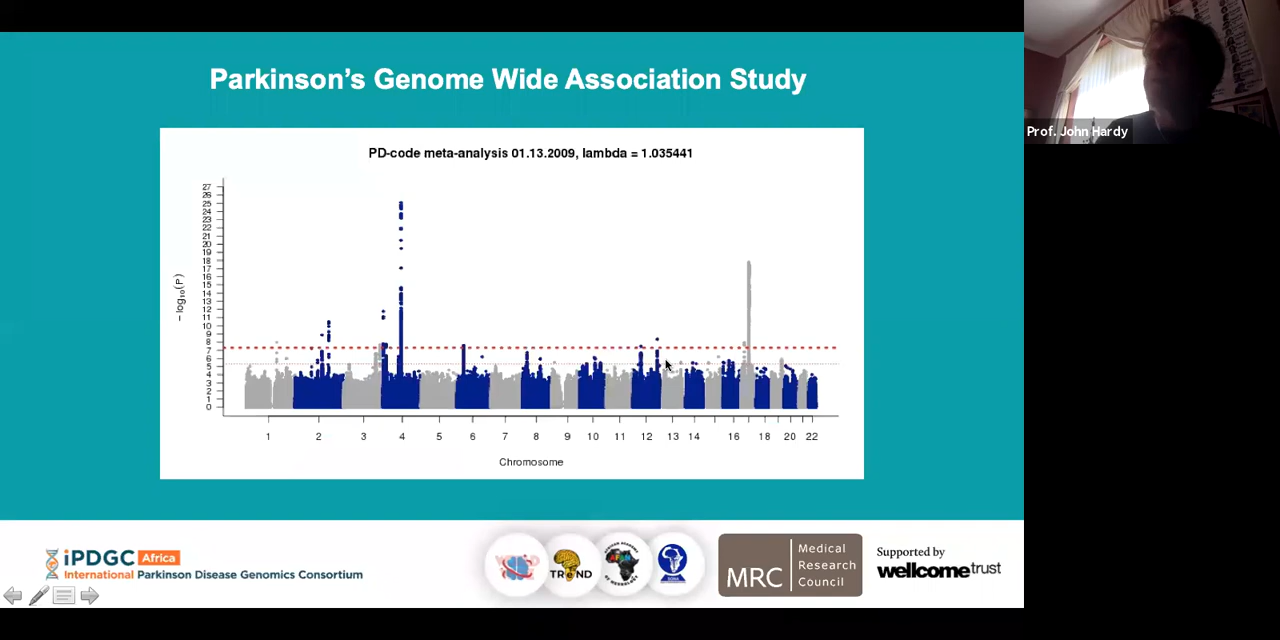 Parkinson's Genome Wide Association Study
Prof. John Hardy
PD-code meta-analysis 01.13.2009, lambda = 1.035441
27
26
25
24
23
22
21
20
19
18
17
16
15
14
13
12
11
10
9
8
7
6
5
4
3
2
1
0
− log10(P)
1 2 3 4 5 6 7 8 9 10 11 12 13 14 16 18 20 22
Chromosome
iPDGC Africa
International Parkinson Disease Genomics Consortium
TReND
SONA
MRC
Medical
Research
Council
Supported by
wellcometrust